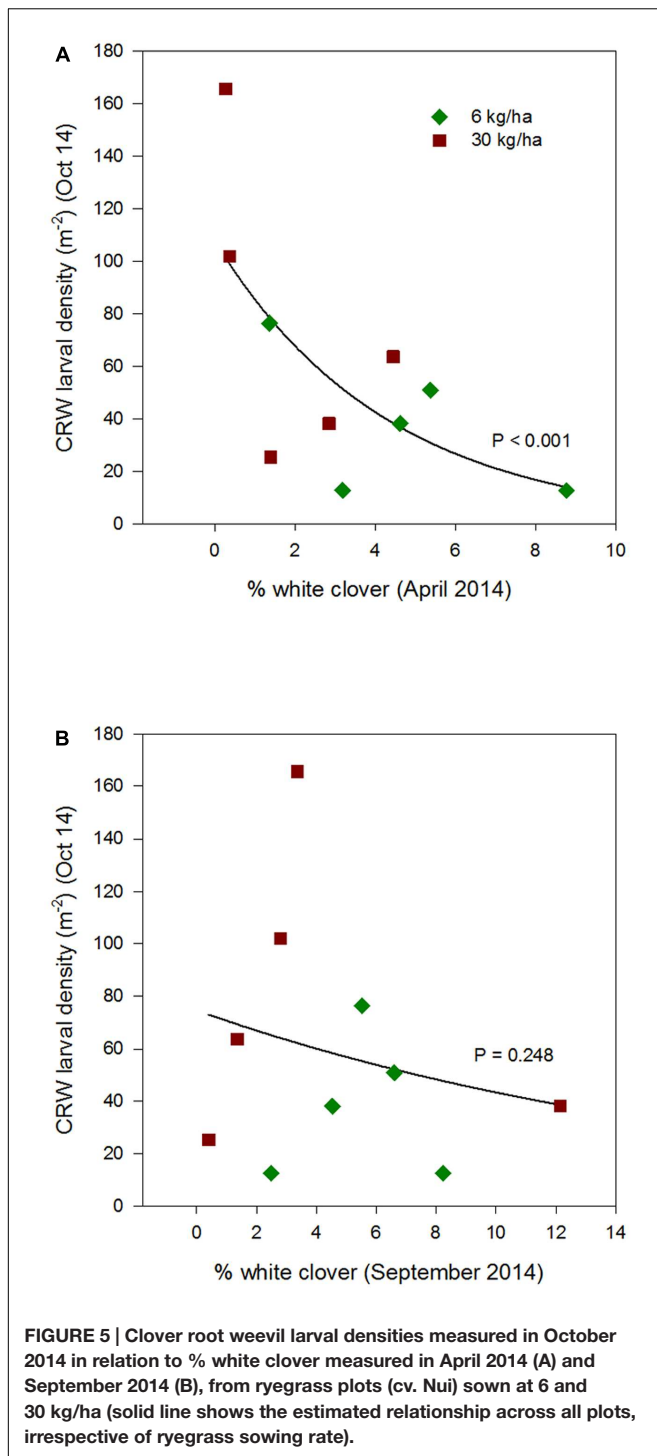 A
180
160
140
120
100
80
60
40
20
0
CRW larval density (m⁻²) (Oct 14)
6 kg/ha
30 kg/ha
P < 0.001
0 2 4 6 8 10
% white clover (April 2014)
B
180
160
140
120
100
80
60
40
20
0
CRW larval density (m⁻²) (Oct 14)
P = 0.248
0 2 4 6 8 10 12 14
% white clover (September 2014)
FIGURE 5 | Clover root weevil larval densities measured in October
2014 in relation to % white clover measured in April 2014 (A) and
September 2014 (B), from ryegrass plots (cv. Nui) sown at 6 and
30 kg/ha (solid line shows the estimated relationship across all plots,
irrespective of ryegrass sowing rate).